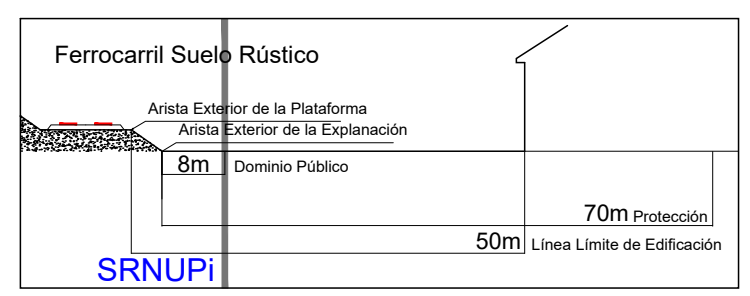 Ferrocarril Suelo Rústico
Arista Exterior de la Plataforma
Arista Exterior de la Explanación
8m Dominio Público
70m Protección
50m Línea Límite de Edificación
SRNUPi